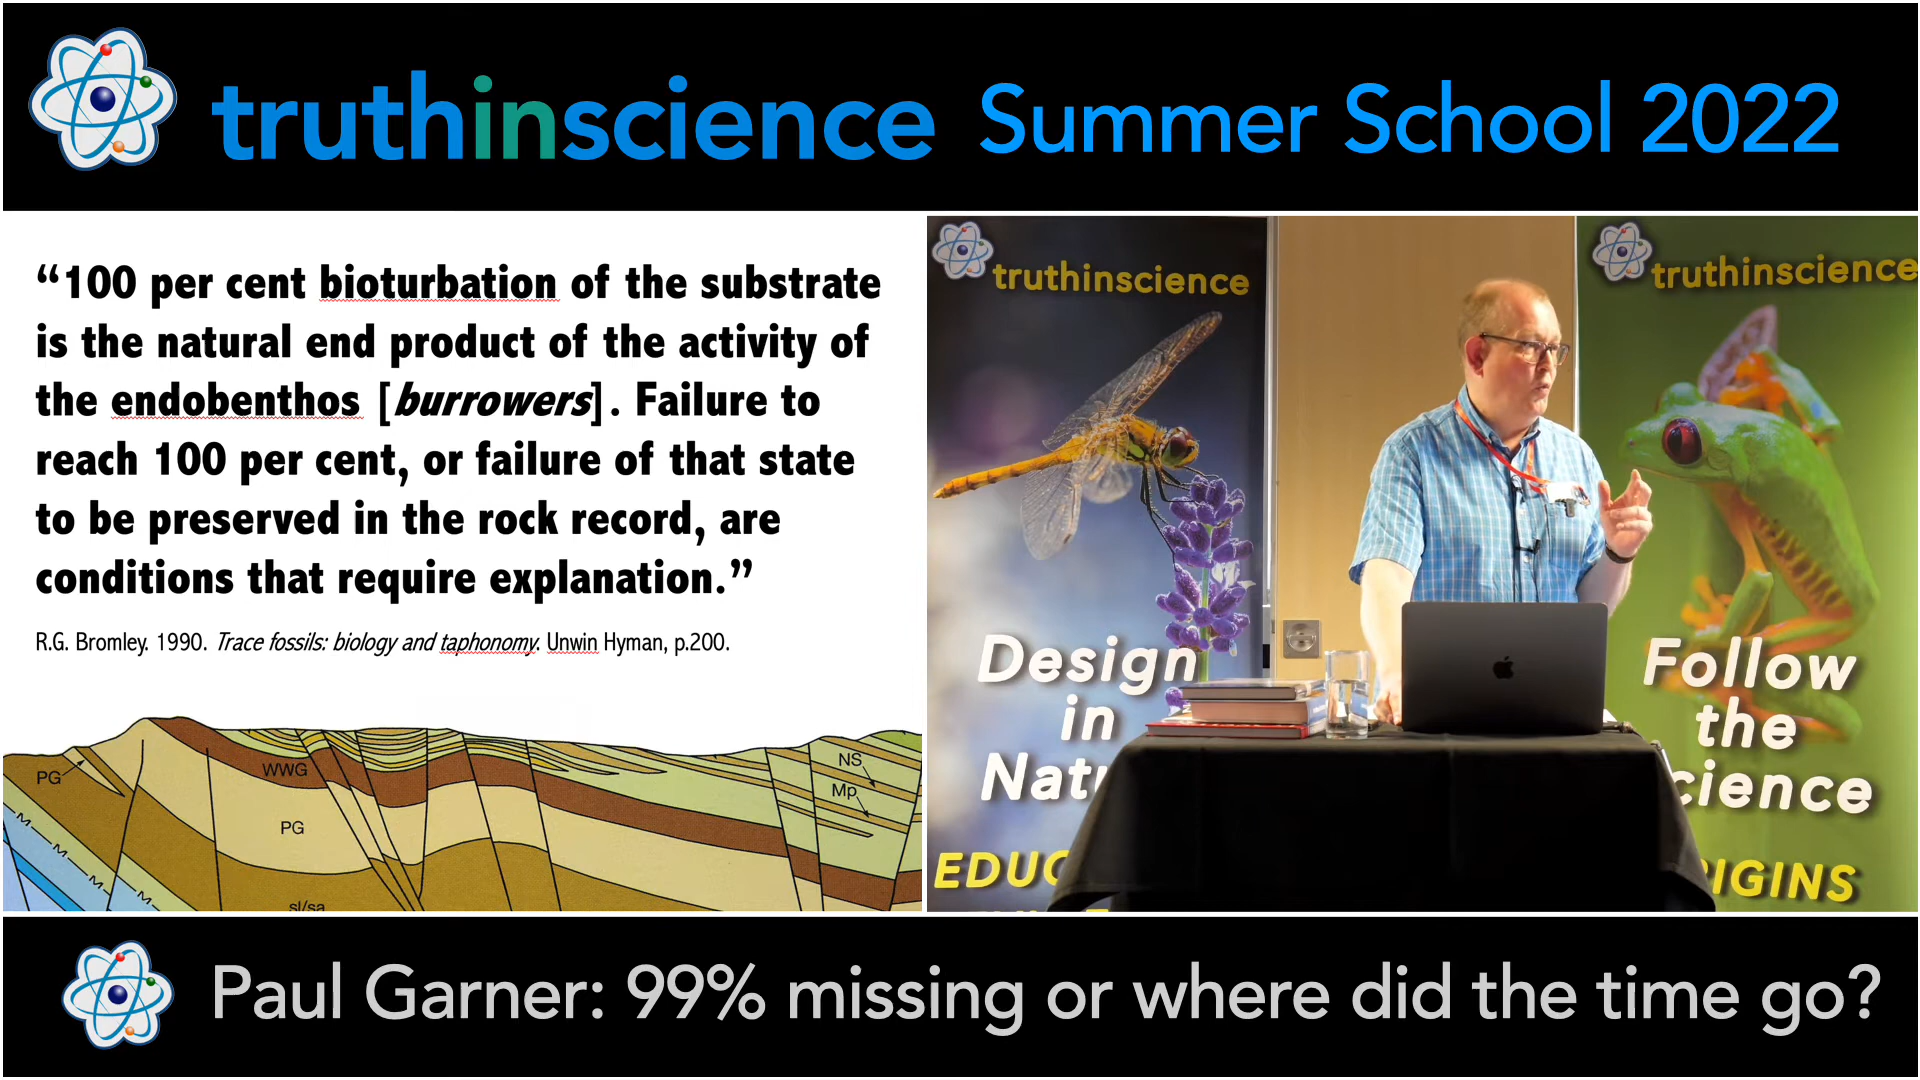 truthinscience Summer School 2022
“100 per cent bioturbation of the substrate
is the natural end product of the activity of
the endobenthos [burrowers]. Failure to
reach 100 per cent, or failure of that state
to be preserved in the rock record, are
conditions that require explanation.”
R.G. Bromley. 1990. Trace fossils: biology and taphonomy. Unwin Hyman, p.200.
PG
WWG
NS
Mp
PG
M
M
M
M
sl/sa
truthinscience
Design
in
Natu
EDUC
truthinscience
Follow
the
cience
IGINS
Paul Garner: 99% missing or where did the time go?